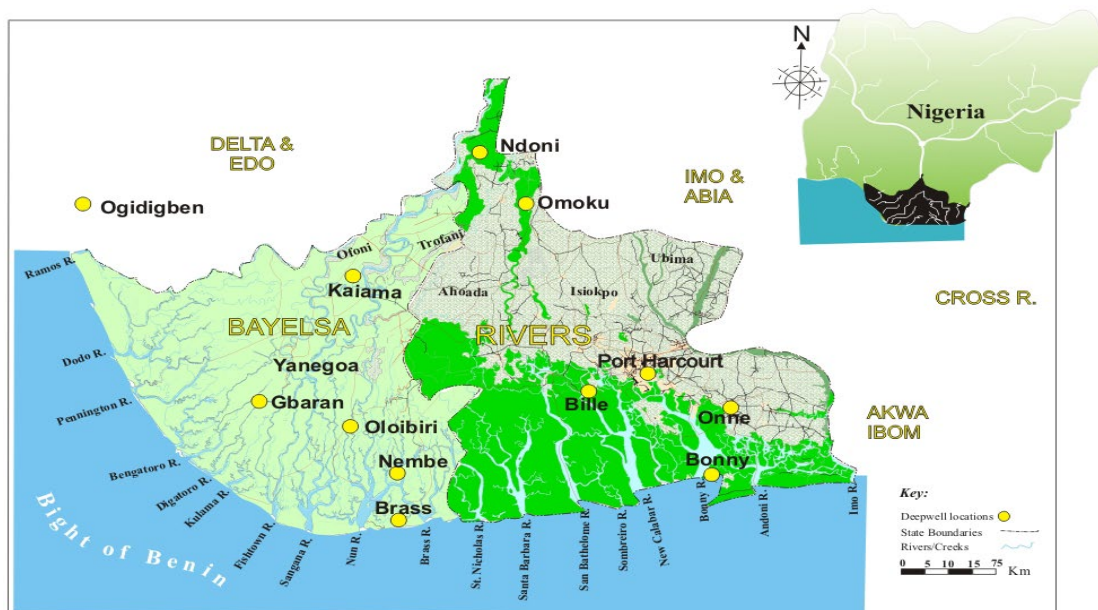 N
Nigeria
DELTA &
EDO
Ndoni
IMO &
ABIA
Ogidigben
Omoku
Ramos R.
Ofoni
Trofani
Ubima
Kaiama
Ahoada
Isiokpo
CROSS R.
BAYELSA
RIVERS
Dodo R.
Yanegoa
Port Harcourt
Pennington R.
Gbaran
Bille
Onne
AKWA
IBOM
Oloibiri
Bengatoro R.
Nembe
Bonny
Digatoro R.
Kulama R.
Brass
Bight of Benin
Fishtown R.
Sangana R.
Nun R.
Brass R.
St. Nicholas R.
Santa Barbara R.
San Bathelome R.
Sombreiro R.
New Calabar R.
Bonny R.
Andoni R.
Imo R.
Key:
Deepwell locations
State Boundaries
Rivers/Creeks
0 5 10 15 75
Km